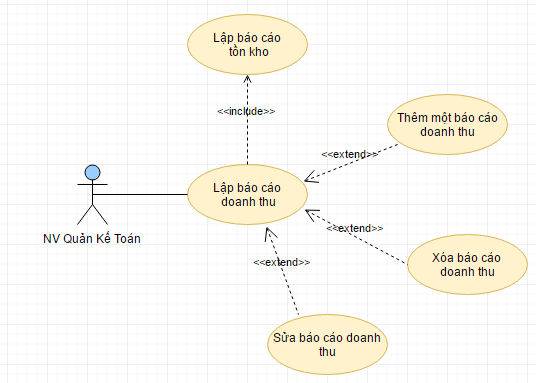 Lập báo cáo
tồn kho
<<include>>
Thêm một báo cáo
doanh thu
<<extend>>
Lập báo cáo
doanh thu
NV Quản Kế Toán
<<extend>>
Xóa báo cáo
doanh thu
<<extend>>
Sửa báo cáo doanh
thu